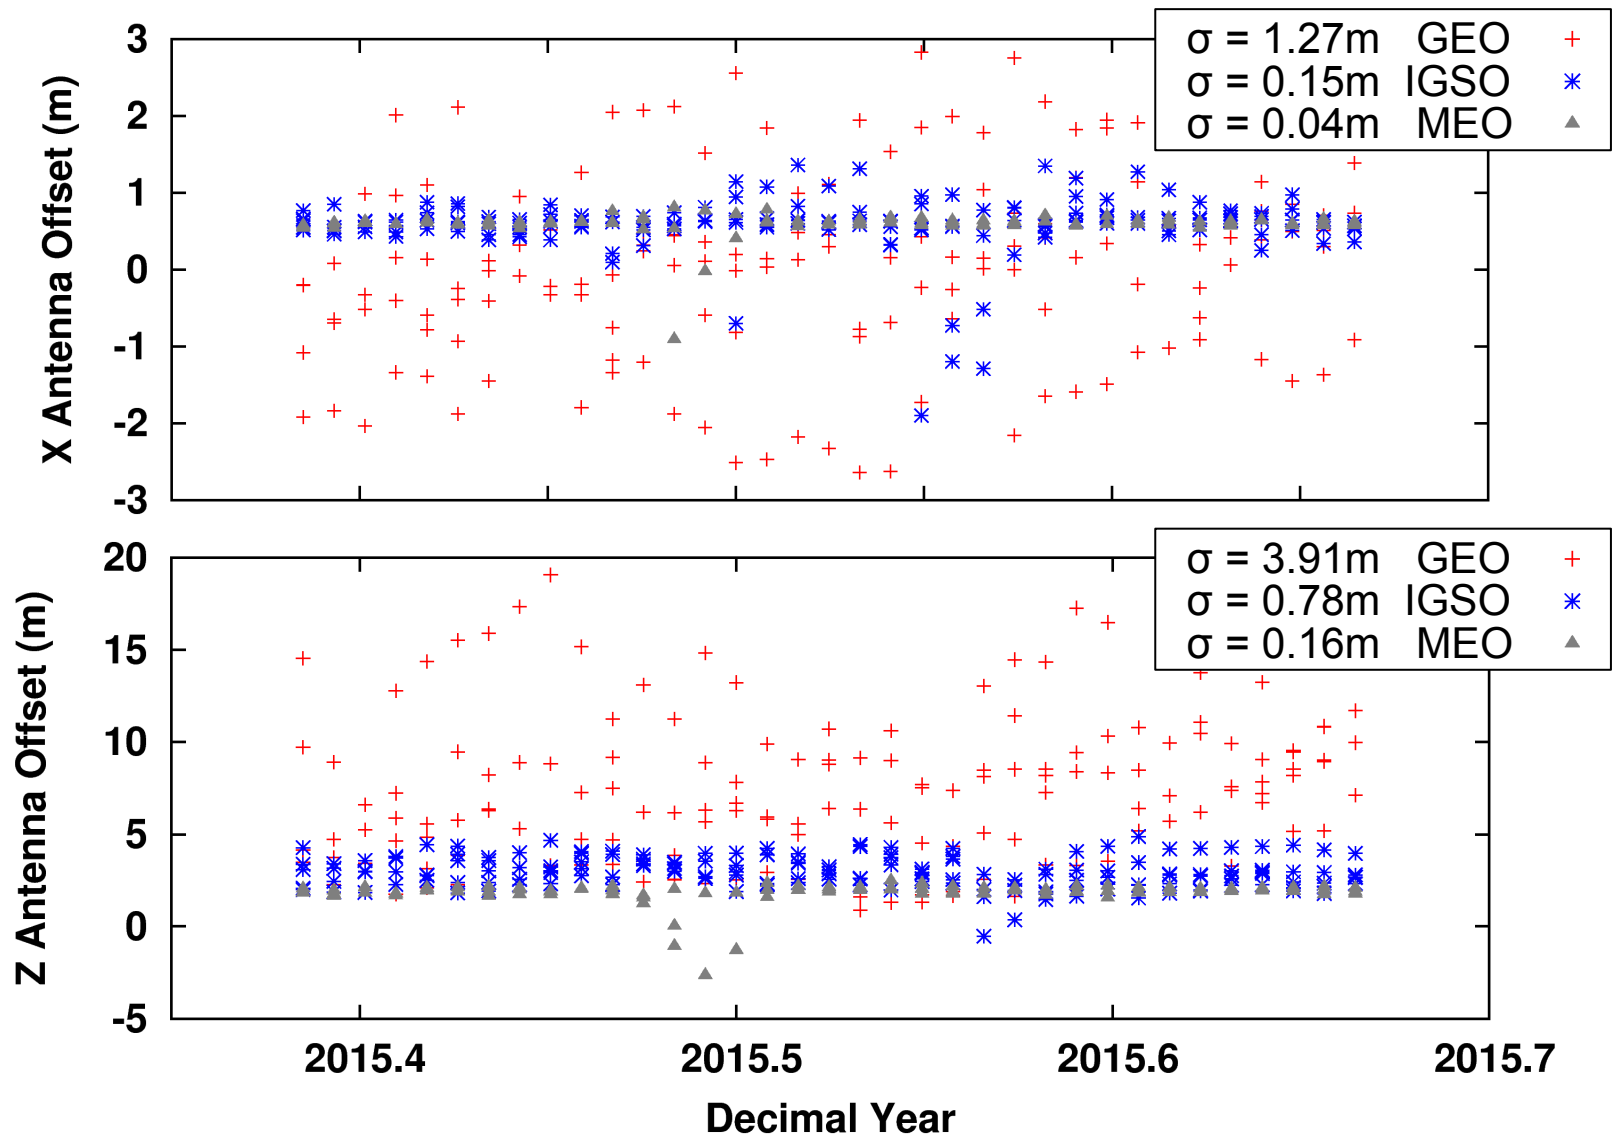 3
2
1
0
-1
-2
-3
X Antenna Offset (m)
σ = 1.27m GEO
σ = 0.15m IGSO
σ = 0.04m MEO
20
15
10
5
0
-5
Z Antenna Offset (m)
σ = 3.91m GEO
σ = 0.78m IGSO
σ = 0.16m MEO
2015.4 2015.5 2015.6 2015.7
Decimal Year